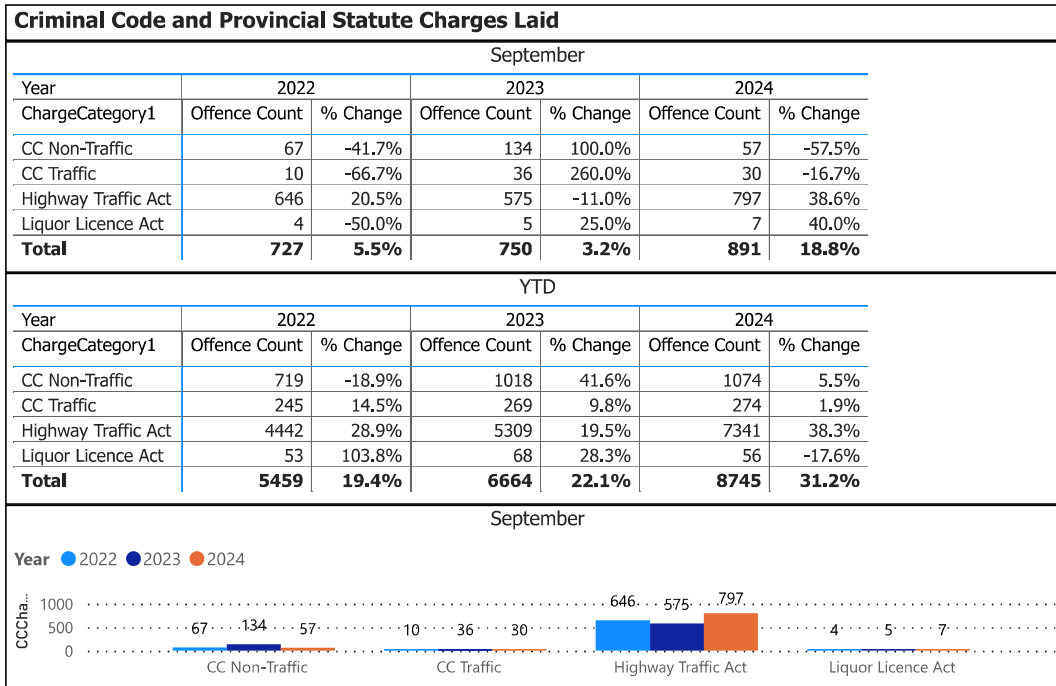 Criminal Code and Provincial Statute Charges Laid
September
Year 2022 2023 2024
ChargeCategory1 Offence Count % Change Offence Count % Change Offence Count % Change
CC Non-Traffic 67 -41.7% 134 100.0% 57 -57.5%
CC Traffic 10 -66.7% 36 260.0% 30 -16.7%
Highway Traffic Act 646 20.5% 575 -11.0% 797 38.6%
Liquor Licence Act 4 -50.0% 5 25.0% 7 40.0%
Total 727 5.5% 750 3.2% 891 18.8%
YTD
Year 2022 2023 2024
ChargeCategory1 Offence Count % Change Offence Count % Change Offence Count % Change
CC Non-Traffic 719 -18.9% 1018 41.6% 1074 5.5%
CC Traffic 245 14.5% 269 9.8% 274 1.9%
Highway Traffic Act 4442 28.9% 5309 19.5% 7341 38.3%
Liquor Licence Act 53 103.8% 68 28.3% 56 -17.6%
Total 5459 19.4% 6664 22.1% 8745 31.2%
September
Year 2022 2023 2024
CCCha...
1000
500
0
67 134 57 10 36 30 646 575 797 4 5 7
CC Non-Traffic CC Traffic Highway Traffic Act Liquor Licence Act